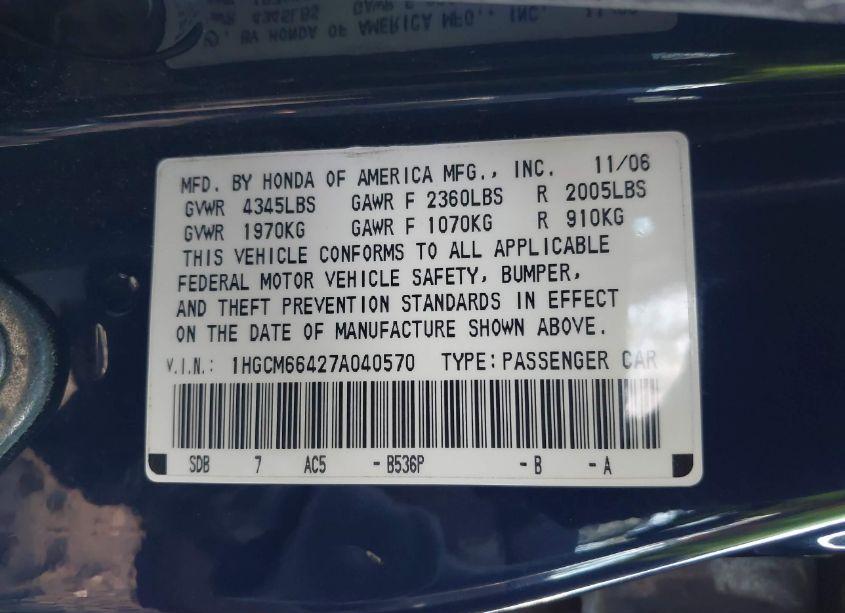 MFD. BY HONDA OF AMERICA MFG., INC. 11/06
GVWR 4345LBS GAWR F 2360LBS R 2005LBS
GVWR 1970KG GAWR F 1070KG R 910KG
THIS VEHICLE CONFORMS TO ALL APPLICABLE
FEDERAL MOTOR VEHICLE SAFETY, BUMPER,
AND THEFT PREVENTION STANDARDS IN EFFECT
ON THE DATE OF MANUFACTURE SHOWN ABOVE.
V.I.N.: 1HGCM66427A040570 TYPE: PASSENGER CAR
SDB 7 AC5 - B536P - B - A